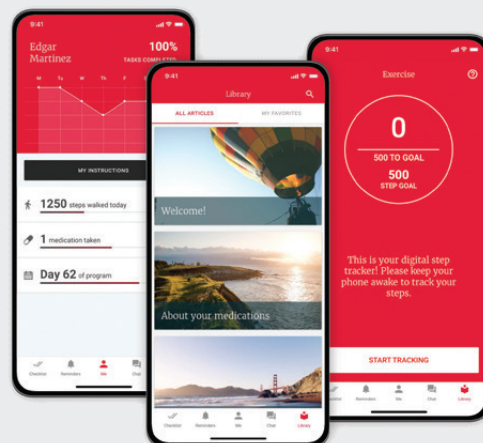 9:41
Edgar
Martinez
100%
TASKS COMPLETED
M Tu W Th F
MY INSTRUCTIONS
1250 steps walked today
1 medication taken
Day 62 of program
Checklist Reminders Me Chat
9:41
Library
ALL ARTICLES MY FAVORITES
Welcome!
About your medications
Checklist Reminders Me Chat Library
9:41
Exercise
0
500 TO GOAL
500
STEP GOAL
This is your digital step
tracker! Please keep your
phone awake to track your
steps.
START TRACKING
Reminders Me Chat Library